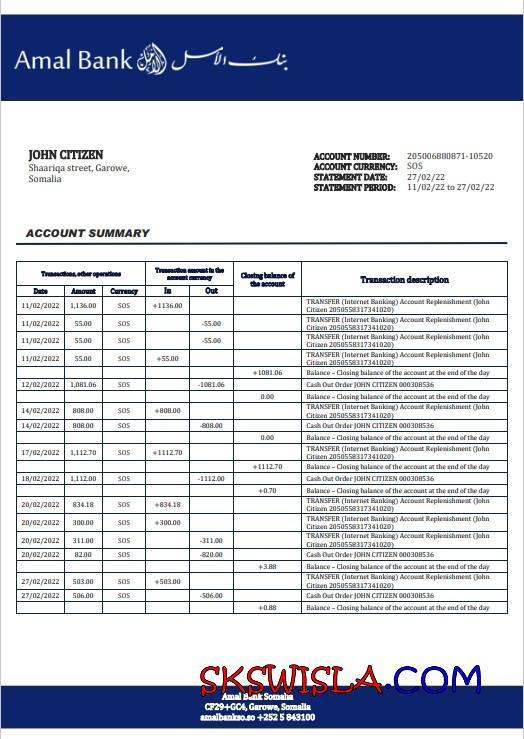 Amal Bank بنك الأمل
JOHN CITIZEN
Shaariqa street, Garowe,
Somalia
ACCOUNT NUMBER: 205006880871-10520
ACCOUNT CURRENCY: SOS
STATEMENT DATE: 27/02/22
STATEMENT PERIOD: 11/02/22 to 27/02/22
ACCOUNT SUMMARY
Transactions, other operations
Transaction amount in the
account currency
Closing balance of
the account
Transaction description
Date Amount Currency In Out
11/02/2022 1,136.00 SOS +1136.00 TRANSFER (Internet Banking) Account Replenishment (John
Citizen 2050558317341020)
11/02/2022 55.00 SOS -55.00 TRANSFER (Internet Banking) Account Replenishment (John
Citizen 2050558317341020)
11/02/2022 55.00 SOS -55.00 TRANSFER (Internet Banking) Account Replenishment (John
Citizen 2050558317341020)
11/02/2022 55.00 SOS +55.00 TRANSFER (Internet Banking) Account Replenishment (John
Citizen 2050558317341020)
+1081.06 Balance – Closing balance of the account at the end of the day
12/02/2022 1,081.06 SOS -1081.06 Cash Out Order JOHN CITIZEN 000308536
0.00 Balance – Closing balance of the account at the end of the day
14/02/2022 808.00 SOS +808.00 TRANSFER (Internet Banking) Account Replenishment (John
Citizen 2050558317341020)
14/02/2022 808.00 SOS -808.00 Cash Out Order JOHN CITIZEN 000308536
0.00 Balance – Closing balance of the account at the end of the day
17/02/2022 1,112.70 SOS +1112.70 TRANSFER (Internet Banking) Account Replenishment (John
Citizen 2050558317341020)
+1112.70 Balance – Closing balance of the account at the end of the day
18/02/2022 1,112.00 SOS -1112.00 Cash Out Order JOHN CITIZEN 000308536
+0.70 Balance – Closing balance of the account at the end of the day
20/02/2022 834.18 SOS +834.18 TRANSFER (Internet Banking) Account Replenishment (John
Citizen 2050558317341020)
20/02/2022 300.00 SOS +300.00 TRANSFER (Internet Banking) Account Replenishment (John
Citizen 2050558317341020)
20/02/2022 311.00 SOS -311.00 TRANSFER (Internet Banking) Account Replenishment (John
Citizen 2050558317341020)
20/02/2022 82.00 SOS -820.00 Cash Out Order JOHN CITIZEN 000308536
+3.88 Balance – Closing balance of the account at the end of the day
27/02/2022 503.00 SOS +503.00 TRANSFER (Internet Banking) Account Replenishment (John
Citizen 2050558317341020)
27/02/2022 506.00 SOS -506.00 Cash Out Order JOHN CITIZEN 000308536
+0.88 Balance – Closing balance of the account at the end of the day
SKSWISLA.COM
Amal Bank Somalia
CF29+GC4, Garowe, Somalia
amalbankso.so +252 5 843100